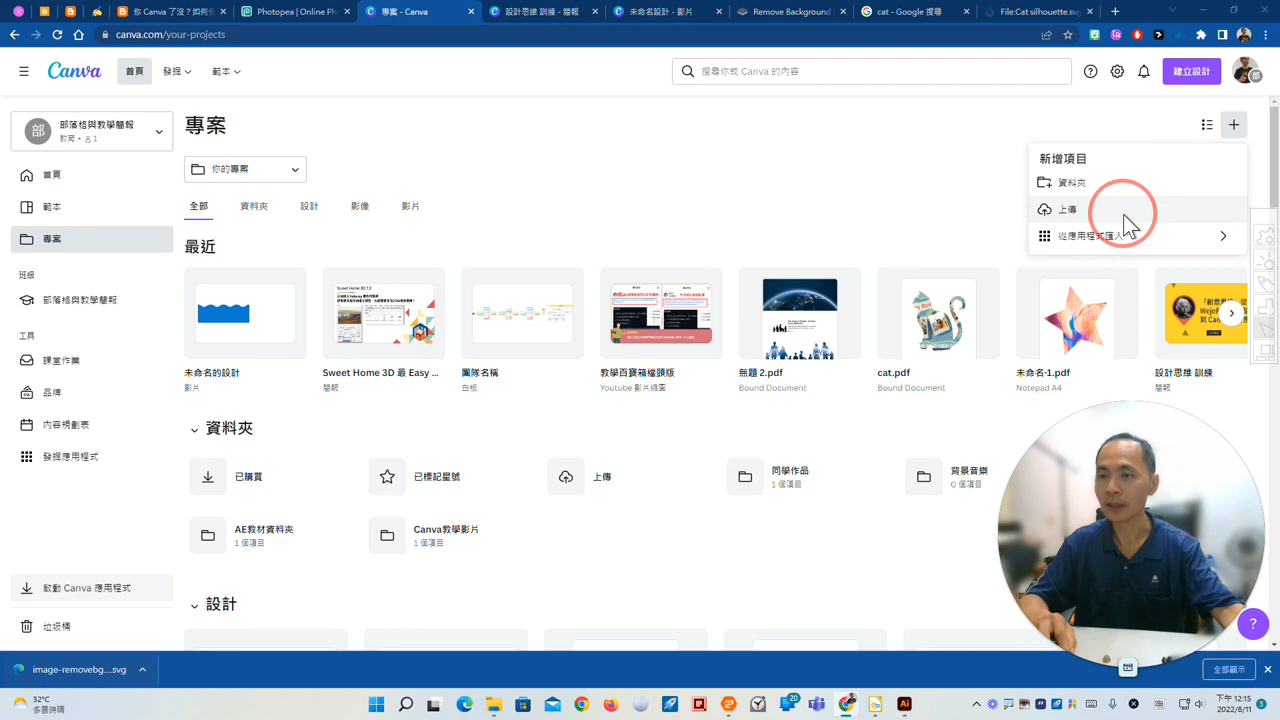 你 Canva 了沒？如何
Photopea | Online Ph
專案 - Canva
設計思維 訓練 - 簡報
未命名設計 - 影片
Remove Background
cat - Google 搜尋
File:Cat silhouette.sv
canva.com/your-projects
Canva
首頁
發掘
範本
搜尋你或 Canva 的內容
建立設計
部
部
部落格與教學簡報
教育・1
專案
新增項目
資料夾
上傳
從應用程式匯入
首頁
範本
專案
班級
部落格與教學簡報
工具
課堂作業
品牌
內容規劃表
發掘應用程式
啟動 Canva 應用程式
垃圾桶
你的專案
全部
資料夾
設計
影像
影片
最近
未命名的設計
影片
Sweet Home 3D 最 Easy ...
簡報
團隊名稱
白板
教學百寶箱檔頭版
Youtube 影片檔案
無題 2.pdf
Bound Document
cat.pdf
Bound Document
未命名-1.pdf
Notepad A4
設計思維 訓練
簡報
資料夾
已購買
已標記星號
上傳
同學作品
1 個項目
背景音樂
0 個項目
AE教材資料夾
1 個項目
Canva教學影片
1 個項目
設計
?
image-removebg....svg
全部顯示
32°C
多雲時晴
20
下午 12:15
2022/8/11
3